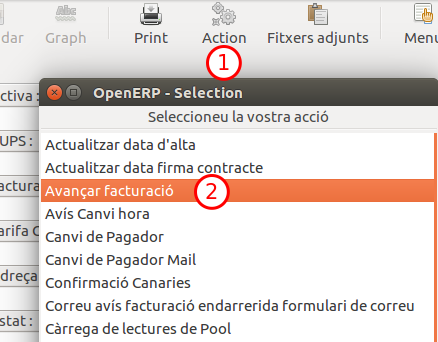 dar Graph Print Action Fitxers adjunts Menu
1
ctiva :
OpenERP - Selection
Seleccioneu la vostra acció
UPS :
Actualitzar data d'alta
Actualitzar data firma contracte
actura
Avançar facturació 2
Avís Canvi hora
arifa C
Canvi de Pagador
Canvi de Pagador Mail
dreça
Confirmació Canaries
Correu avís facturació endarrerida formulari de correu
stat :
Càrrega de lectures de Pool